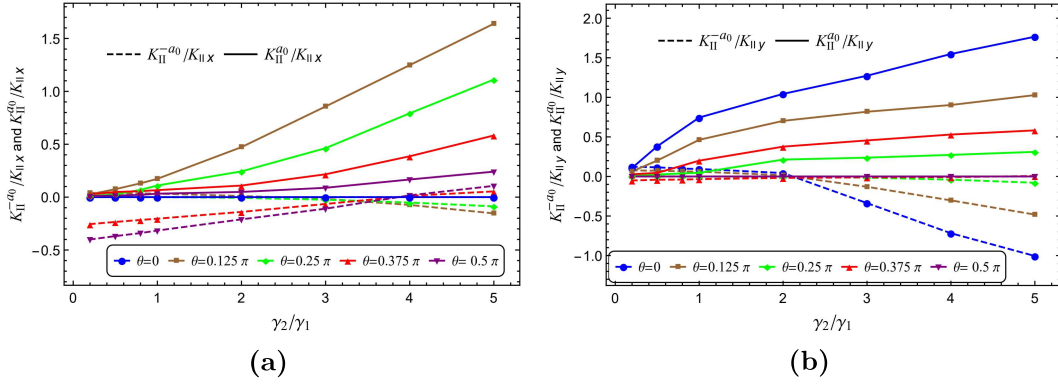 K_II^{-a_0}/K_{∥x} and K_II^{a_0}/K_{∥x}
1.5
1.0
0.5
0.0
−0.5
K_II^{-a_0}/K_{∥x} K_II^{a_0}/K_{∥x}
θ=0 θ=0.125 π θ=0.25 π θ=0.375 π θ= 0.5 π
0 1 2 3 4 5
γ2/γ1
(a)
K_II^{-a_0}/K_{∥y} and K_II^{a_0}/K_{∥y}
2.0
1.5
1.0
0.5
0.0
−0.5
−1.0
K_II^{-a_0}/K_{∥y} K_II^{a_0}/K_{∥y}
θ=0 θ=0.125 π θ=0.25 π θ=0.375 π θ= 0.5 π
0 1 2 3 4 5
γ2/γ1
(b)